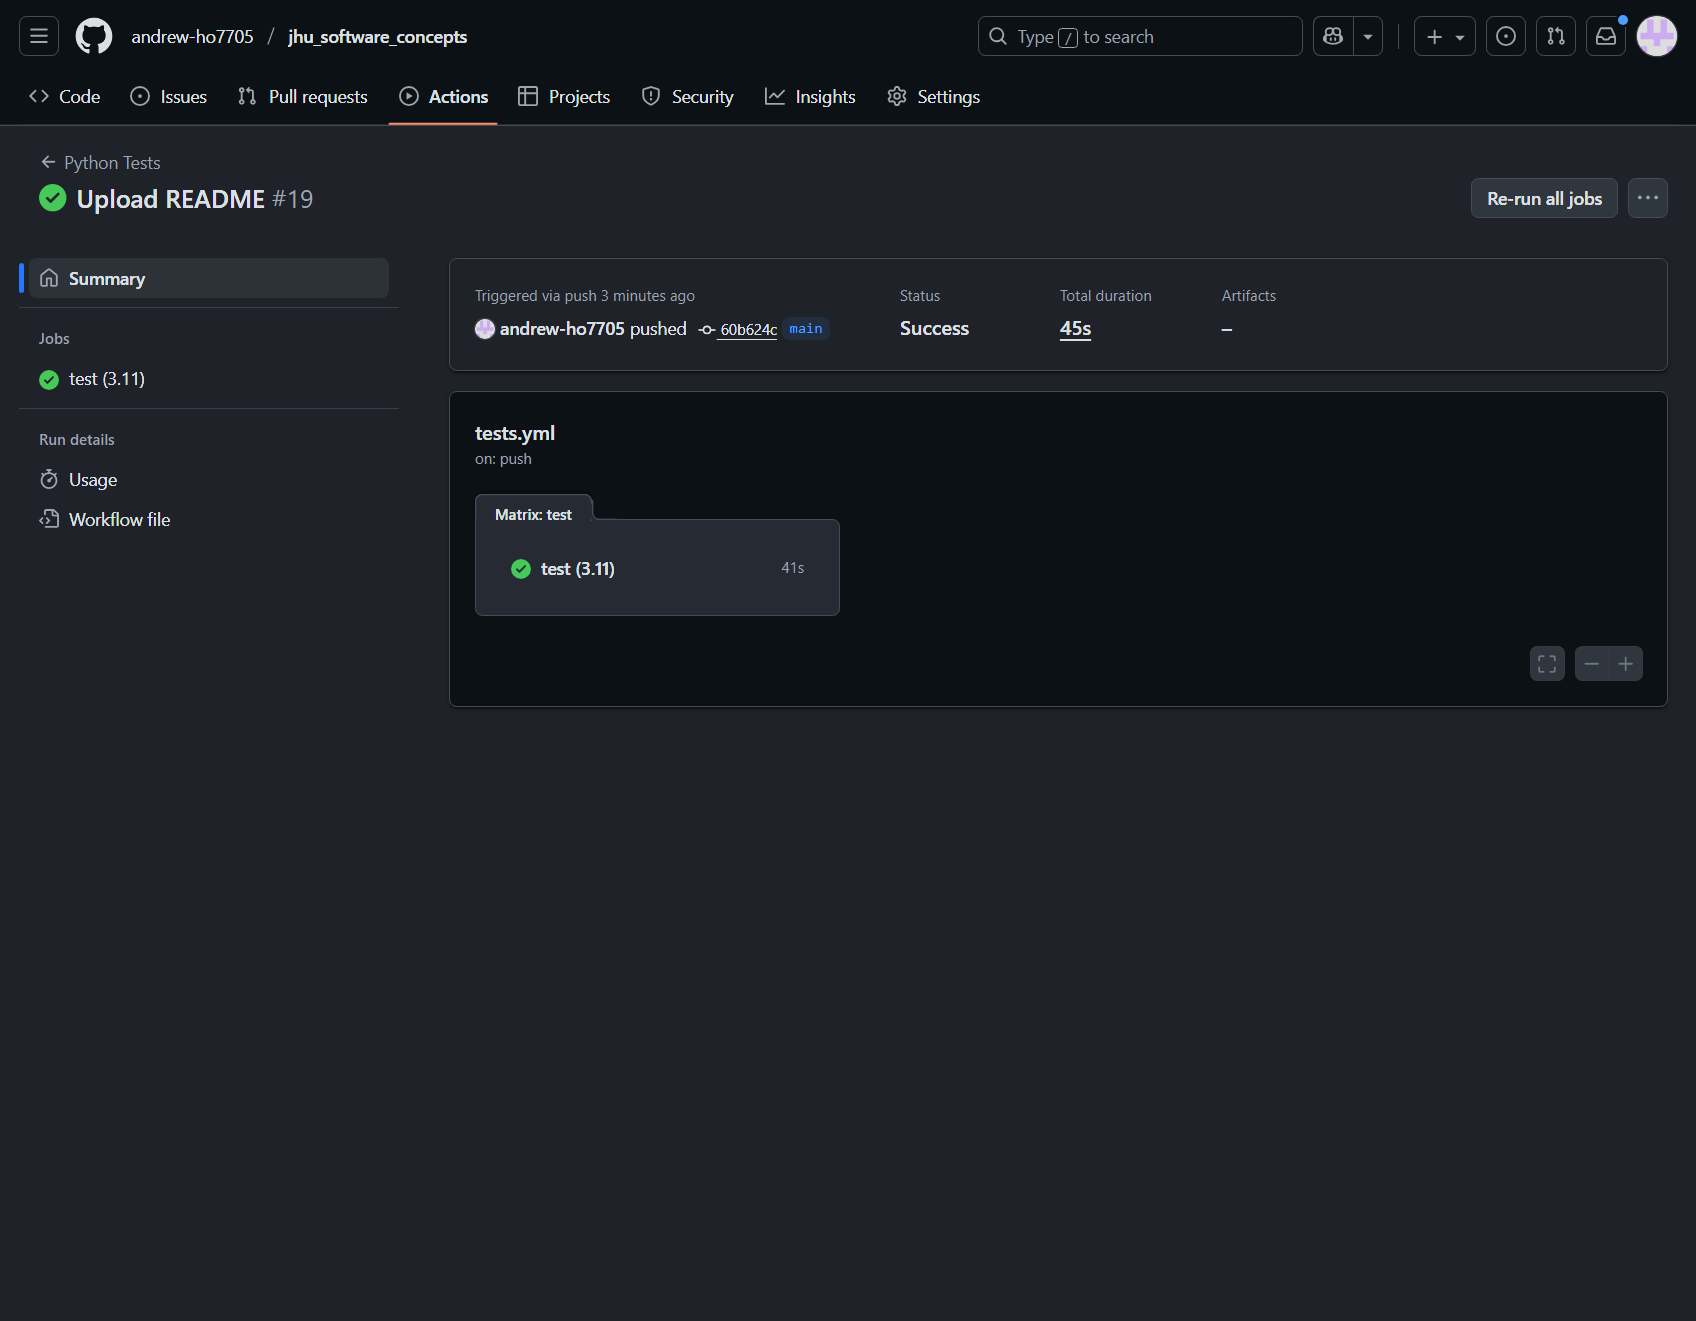 andrew-ho7705 / jhu_software_concepts
Type / to search
Code Issues Pull requests Actions Projects Security Insights Settings
Python Tests
Upload README #19
Re-run all jobs
Summary
Jobs
test (3.11)
Run details
Usage
Workflow file
Triggered via push 3 minutes ago
andrew-ho7705 pushed 60b624c main
Status
Success
Total duration
45s
Artifacts
–
tests.yml
on: push
Matrix: test
test (3.11) 41s